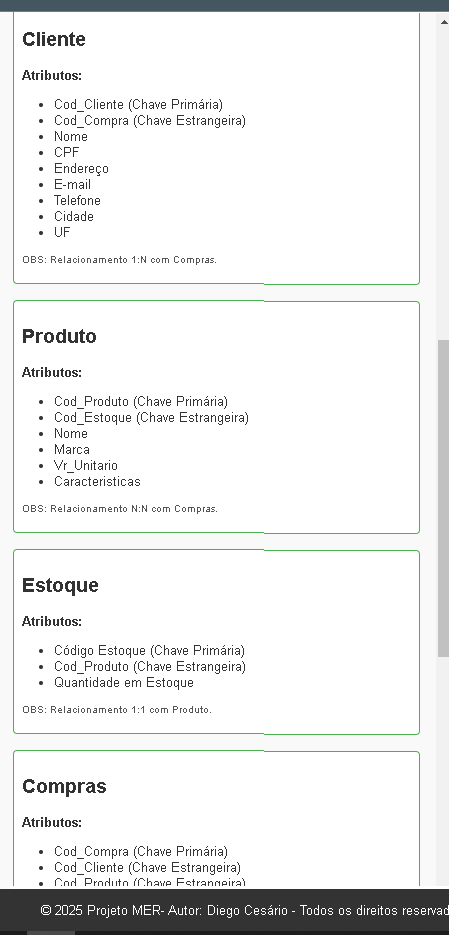 Cliente
Atributos:
Cod_Cliente (Chave Primária)
Cod_Compra (Chave Estrangeira)
Nome
CPF
Endereço
E-mail
Telefone
Cidade
UF
OBS: Relacionamento 1:N com Compras.
Produto
Atributos:
Cod_Produto (Chave Primária)
Cod_Estoque (Chave Estrangeira)
Nome
Marca
Vr_Unitario
Caracteristicas
OBS: Relacionamento N:N com Compras.
Estoque
Atributos:
Código Estoque (Chave Primária)
Cod_Produto (Chave Estrangeira)
Quantidade em Estoque
OBS: Relacionamento 1:1 com Produto.
Compras
Atributos:
Cod_Compra (Chave Primária)
Cod_Cliente (Chave Estrangeira)
Cod_Produto (Chave Estrangeira)
© 2025 Projeto MER- Autor: Diego Cesário - Todos os direitos reservad